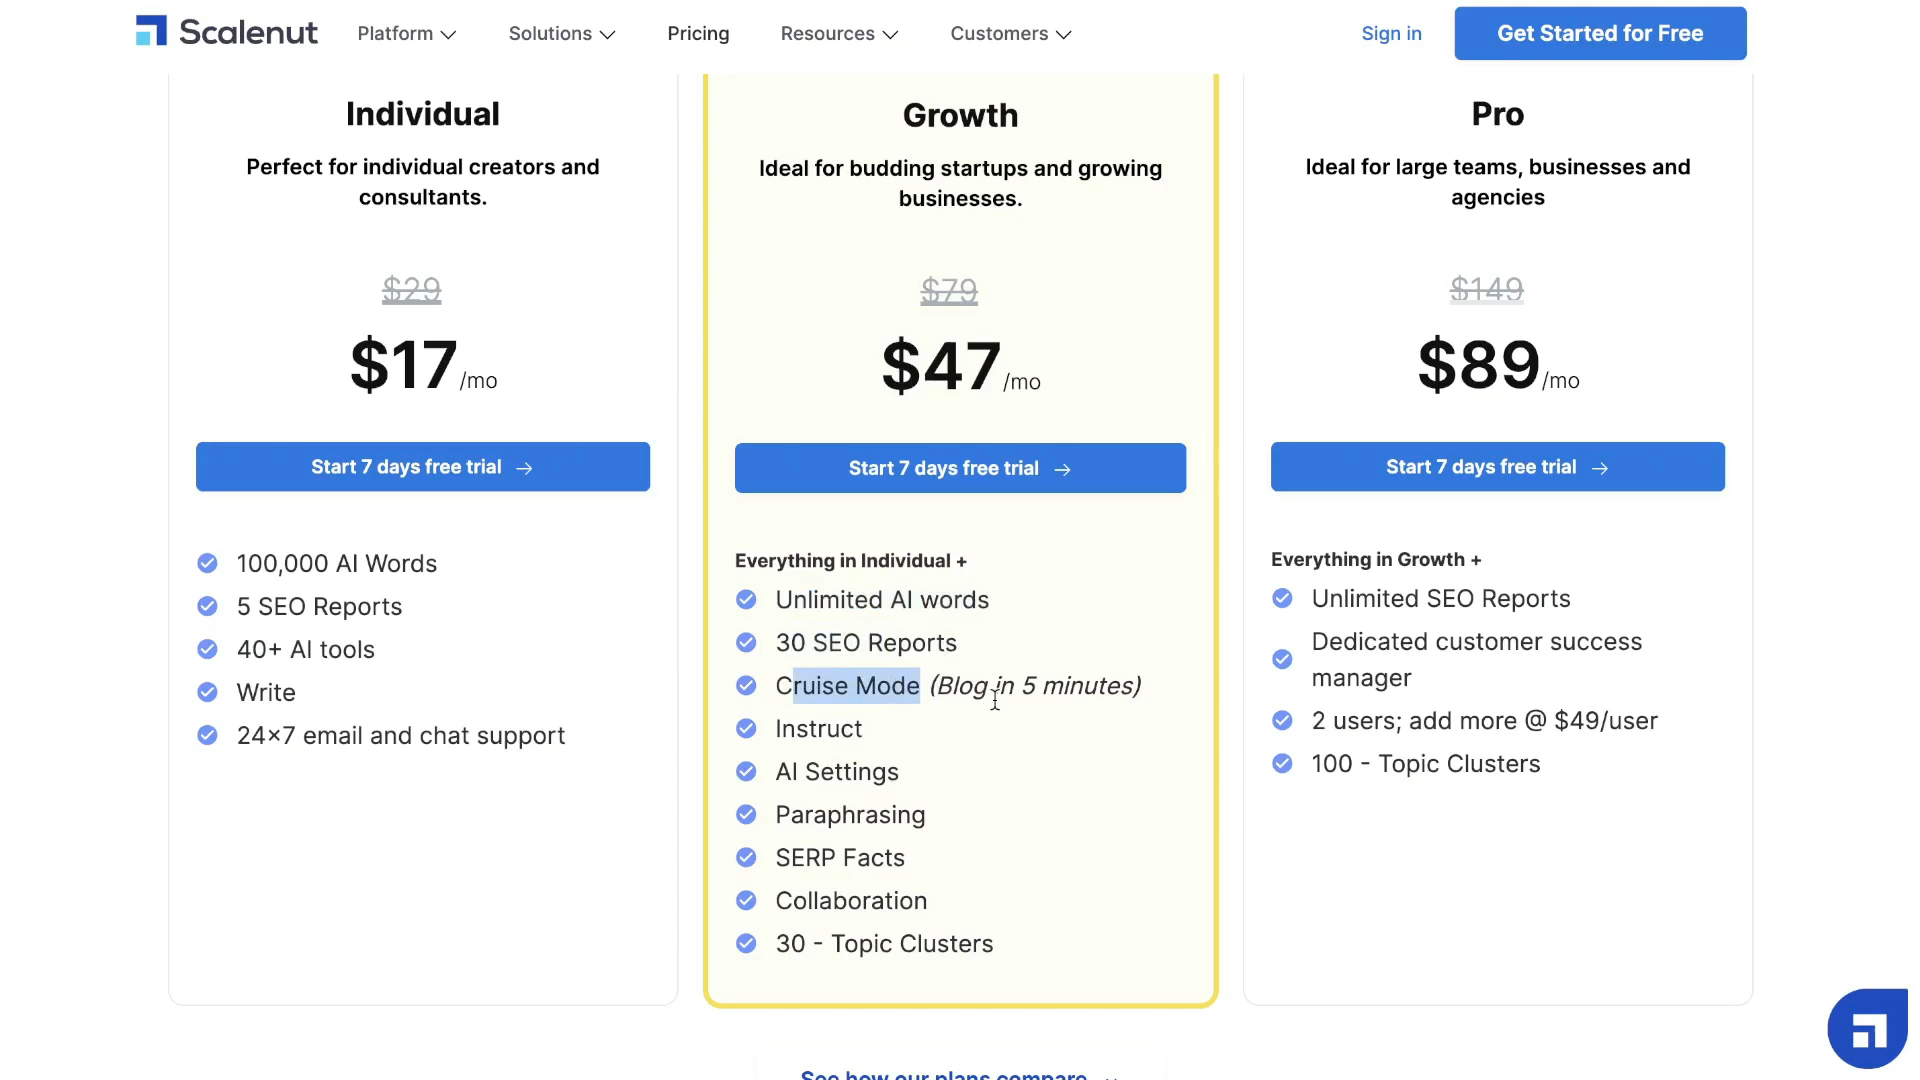 Scalenut
Platform
Solutions
Pricing
Resources
Customers
Sign in
Get Started for Free
Individual
Perfect for individual creators and
consultants.
$29
$17/mo
Start 7 days free trial →
100,000 AI Words
5 SEO Reports
40+ AI tools
Write
24×7 email and chat support
Growth
Ideal for budding startups and growing
businesses.
$79
$47/mo
Start 7 days free trial →
Everything in Individual +
Unlimited AI words
30 SEO Reports
Cruise Mode (Blog in 5 minutes)
Instruct
AI Settings
Paraphrasing
SERP Facts
Collaboration
30 - Topic Clusters
Pro
Ideal for large teams, businesses and
agencies
$149
$89/mo
Start 7 days free trial →
Everything in Growth +
Unlimited SEO Reports
Dedicated customer success
manager
2 users; add more @ $49/user
100 - Topic Clusters
See how our plans compare